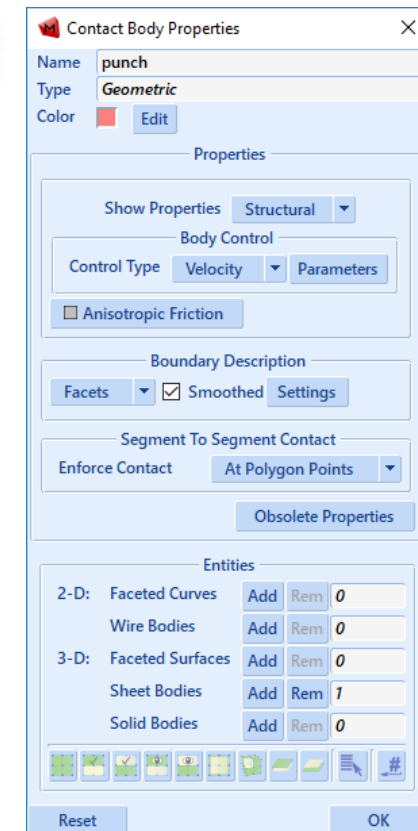 Contact Body Properties
Name punch
Type Geometric
Color Edit
Properties
Show Properties Structural
Body Control
Control Type Velocity Parameters
Anisotropic Friction
Boundary Description
Facets Smoothed Settings
Segment To Segment Contact
Enforce Contact At Polygon Points
Obsolete Properties
Entities
2-D: Faceted Curves Add Rem 0
Wire Bodies Add Rem 0
3-D: Faceted Surfaces Add Rem 0
Sheet Bodies Add Rem 1
Solid Bodies Add Rem 0
#
Reset OK